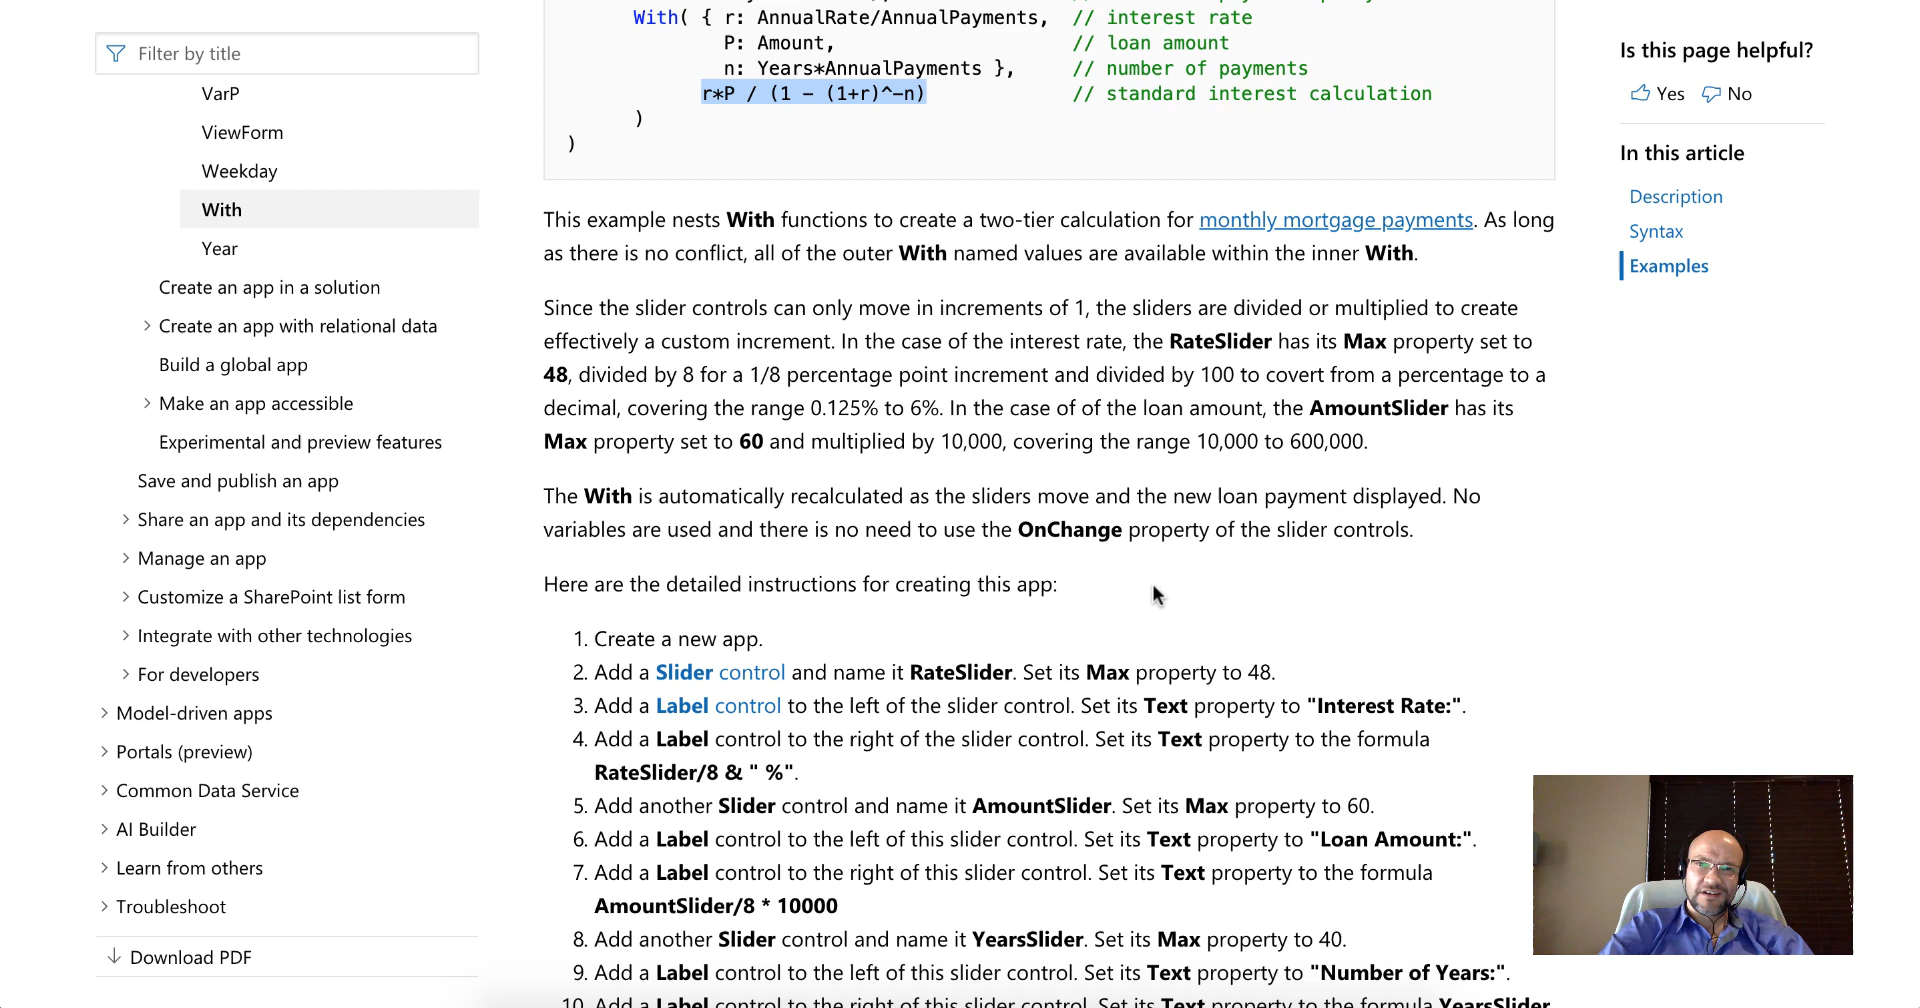 Filter by title
VarP
ViewForm
Weekday
With
Year
Create an app in a solution
Create an app with relational data
Build a global app
Make an app accessible
Experimental and preview features
Save and publish an app
Share an app and its dependencies
Manage an app
Customize a SharePoint list form
Integrate with other technologies
For developers
Model-driven apps
Portals (preview)
Common Data Service
AI Builder
Learn from others
Troubleshoot
Download PDF
With( { r: AnnualRate/AnnualPayments, // interest rate
P: Amount, // loan amount
n: Years*AnnualPayments }, // number of payments
r*P / (1 - (1+r)^-n) // standard interest calculation
)
)
This example nests With functions to create a two-tier calculation for monthly mortgage payments. As long
as there is no conflict, all of the outer With named values are available within the inner With.
Since the slider controls can only move in increments of 1, the sliders are divided or multiplied to create
effectively a custom increment. In the case of the interest rate, the RateSlider has its Max property set to
48, divided by 8 for a 1/8 percentage point increment and divided by 100 to covert from a percentage to a
decimal, covering the range 0.125% to 6%. In the case of of the loan amount, the AmountSlider has its
Max property set to 60 and multiplied by 10,000, covering the range 10,000 to 600,000.
The With is automatically recalculated as the sliders move and the new loan payment displayed. No
variables are used and there is no need to use the OnChange property of the slider controls.
Here are the detailed instructions for creating this app:
1. Create a new app.
2. Add a Slider control and name it RateSlider. Set its Max property to 48.
3. Add a Label control to the left of the slider control. Set its Text property to "Interest Rate:".
4. Add a Label control to the right of the slider control. Set its Text property to the formula
RateSlider/8 & " %".
5. Add another Slider control and name it AmountSlider. Set its Max property to 60.
6. Add a Label control to the left of this slider control. Set its Text property to "Loan Amount:".
7. Add a Label control to the right of this slider control. Set its Text property to the formula
AmountSlider/8 * 10000
8. Add another Slider control and name it YearsSlider. Set its Max property to 40.
9. Add a Label control to the left of this slider control. Set its Text property to "Number of Years:".
10. Add a Label control to the right of this slider control. Set its Text property to the formula YearsSlider
Is this page helpful?
Yes No
In this article
Description
Syntax
Examples